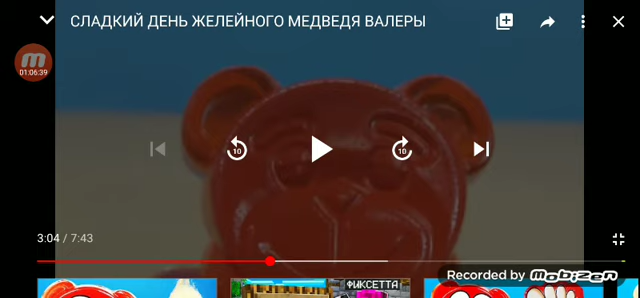 СЛАДКИЙ ДЕНЬ ЖЕЛЕЙНОГО МЕДВЕДЯ ВАЛЕРЫ
m
01:06:39
10
10
3:04 / 7:43
ФИКСЕТТА
Recorded by mobizen